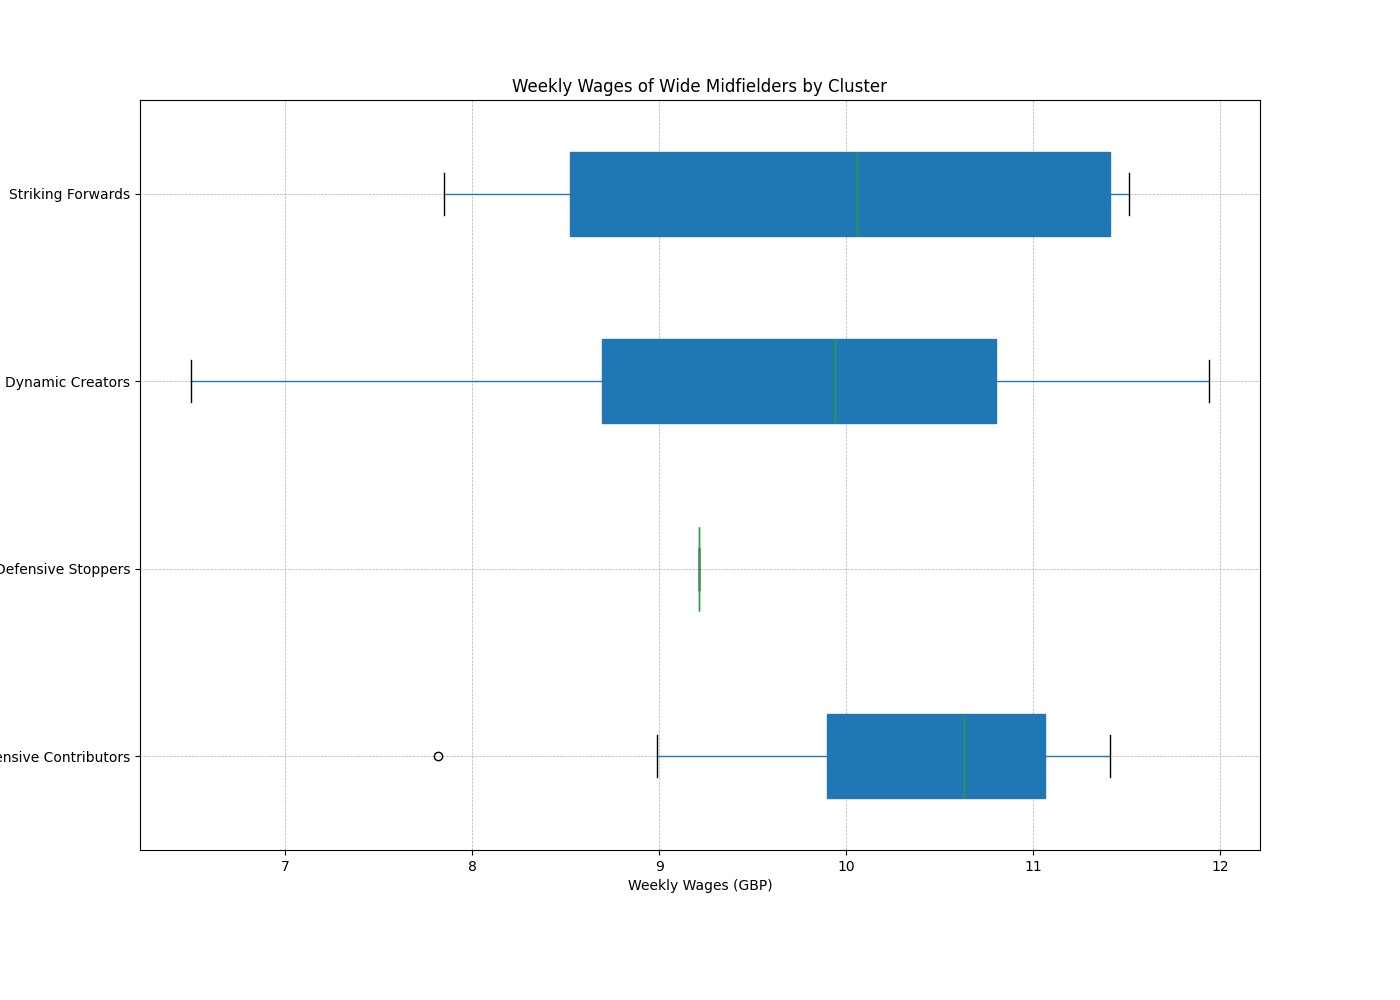 Weekly Wages of Wide Midfielders by Cluster
Striking Forwards
Dynamic Creators
Defensive Stoppers
ensive Contributors
7 8 9 10 11 12
Weekly Wages (GBP)